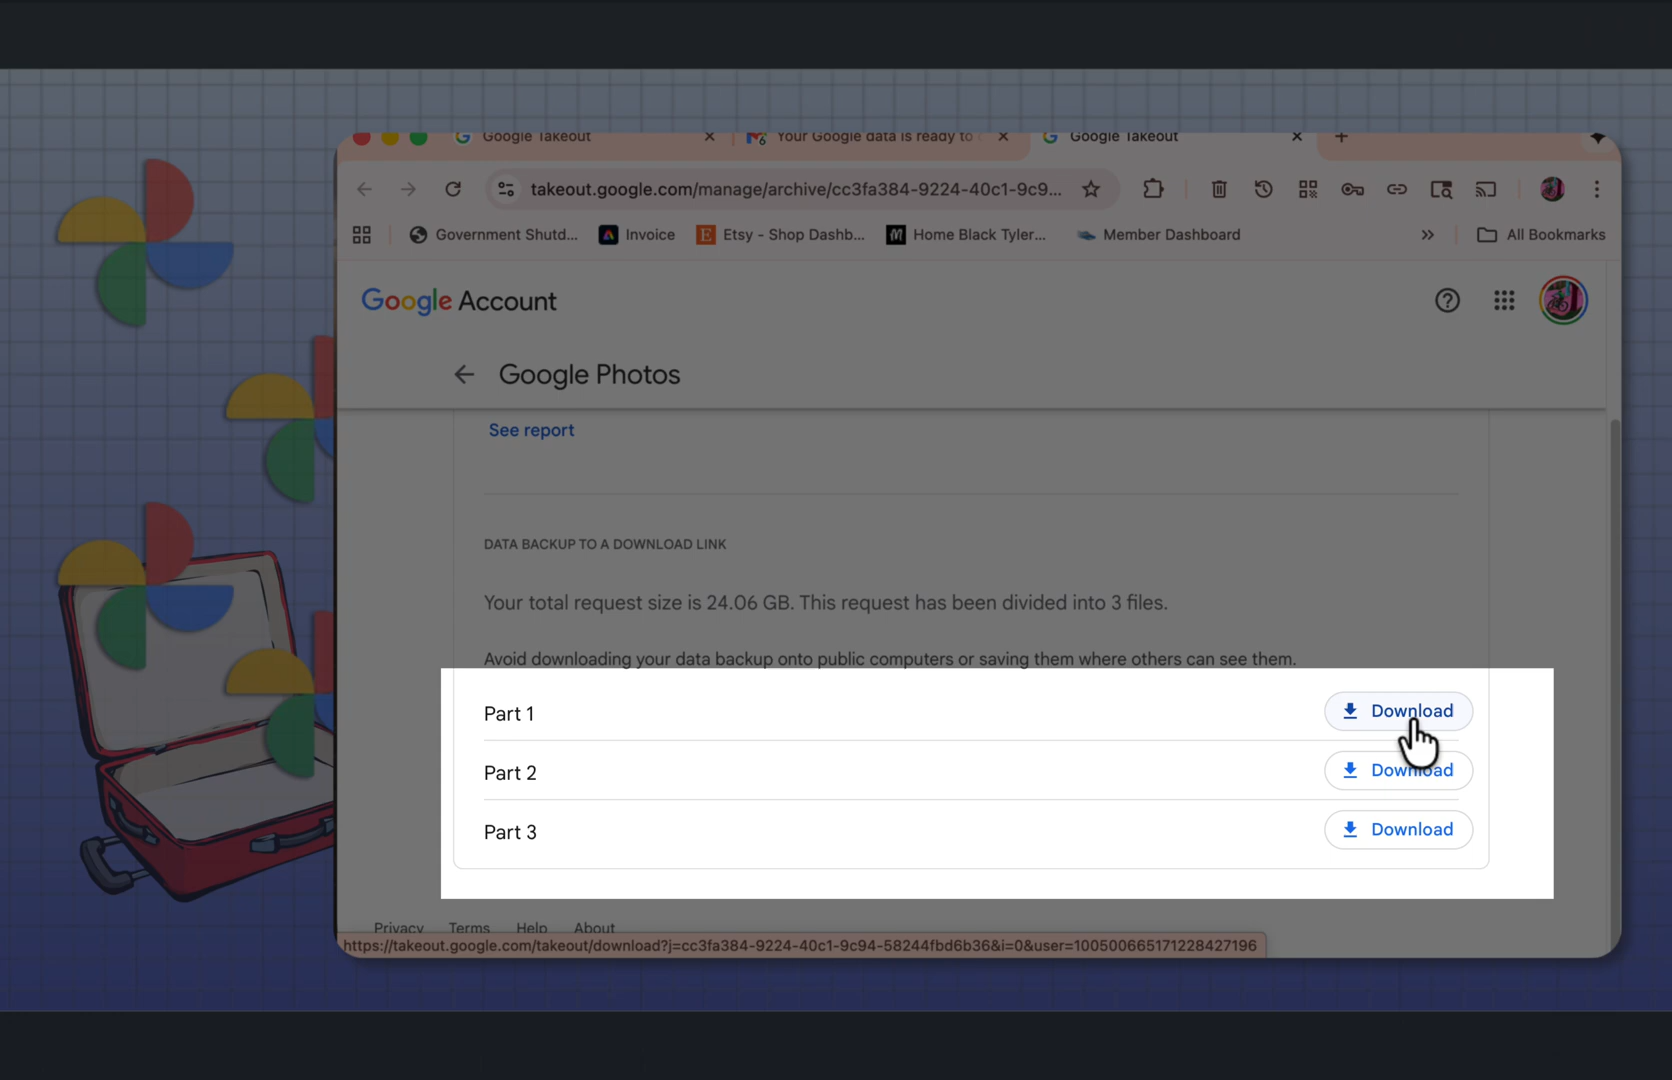 Google Takeout
Your Google data is ready to
Google Takeout
takeout.google.com/manage/archive/cc3fa384-9224-40c1-9c9...
Government Shutd...
Invoice
Etsy - Shop Dashb...
Home Black Tyler...
Member Dashboard
All Bookmarks
Google Account
Google Photos
See report
DATA BACKUP TO A DOWNLOAD LINK
Your total request size is 24.06 GB. This request has been divided into 3 files.
Avoid downloading your data backup onto public computers or saving them where others can see them.
Part 1 Download
Part 2 Download
Part 3 Download
Privacy Terms Help About
https://takeout.google.com/takeout/download?j=cc3fa384-9224-40c1-9c94-58244fbd6b36&i=0&user=100500665171228427196